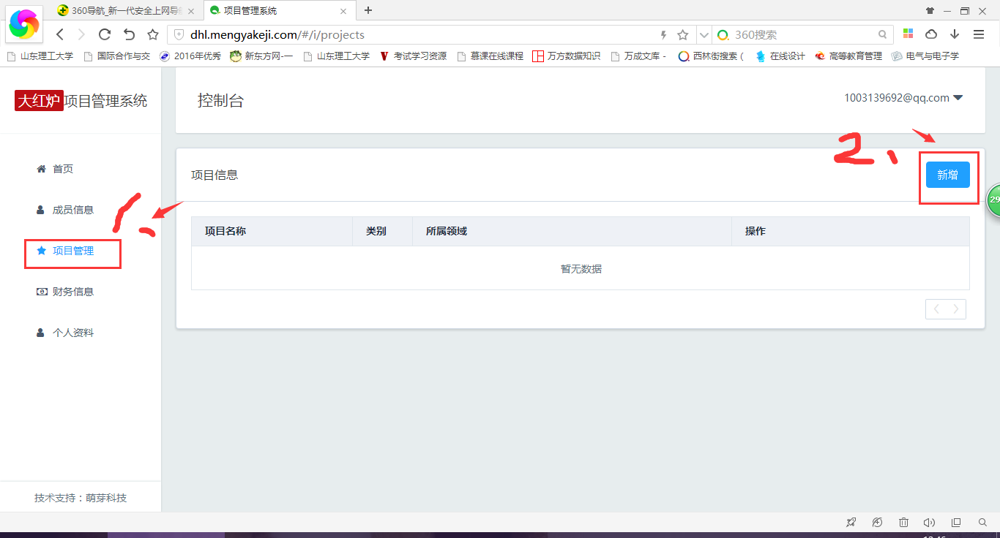 360导航_新一代安全上网导
项目管理系统
dhl.mengyakeji.com/#/i/projects
360搜索
山东理工大学
国际合作与交
2016年优秀
新东方网-一
山东理工大学
考试学习资源
慕课在线课程
万方数据知识
万成文库 -
西林街搜索 (
在线设计
高等教育管理
电气与电子学
大红炉项目管理系统
控制台
1003139692@qq.com
2、
首页
项目信息
新增
29
成员信息
1、
项目名称
类别
所属领域
操作
项目管理
暂无数据
财务信息
个人资料
技术支持：萌芽科技